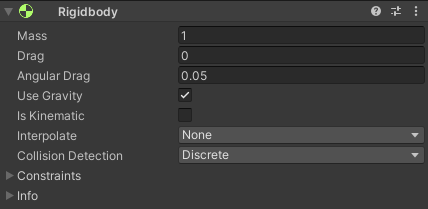 Rigidbody
Mass 1
Drag 0
Angular Drag 0.05
Use Gravity
Is Kinematic
Interpolate None
Collision Detection Discrete
Constraints
Info